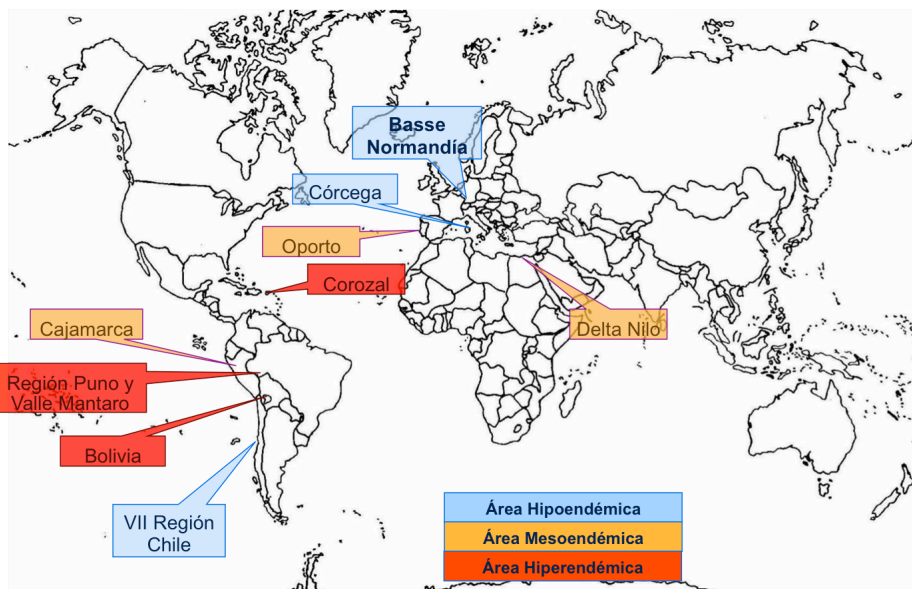 Basse
Normandía
Córcega
Oporto
Corozal
Cajamarca
Delta Nilo
Región Puno y
Valle Mantaro
Bolivia
VII Región
Chile
Área Hipoendémica
Área Mesoendémica
Área Hiperendémica